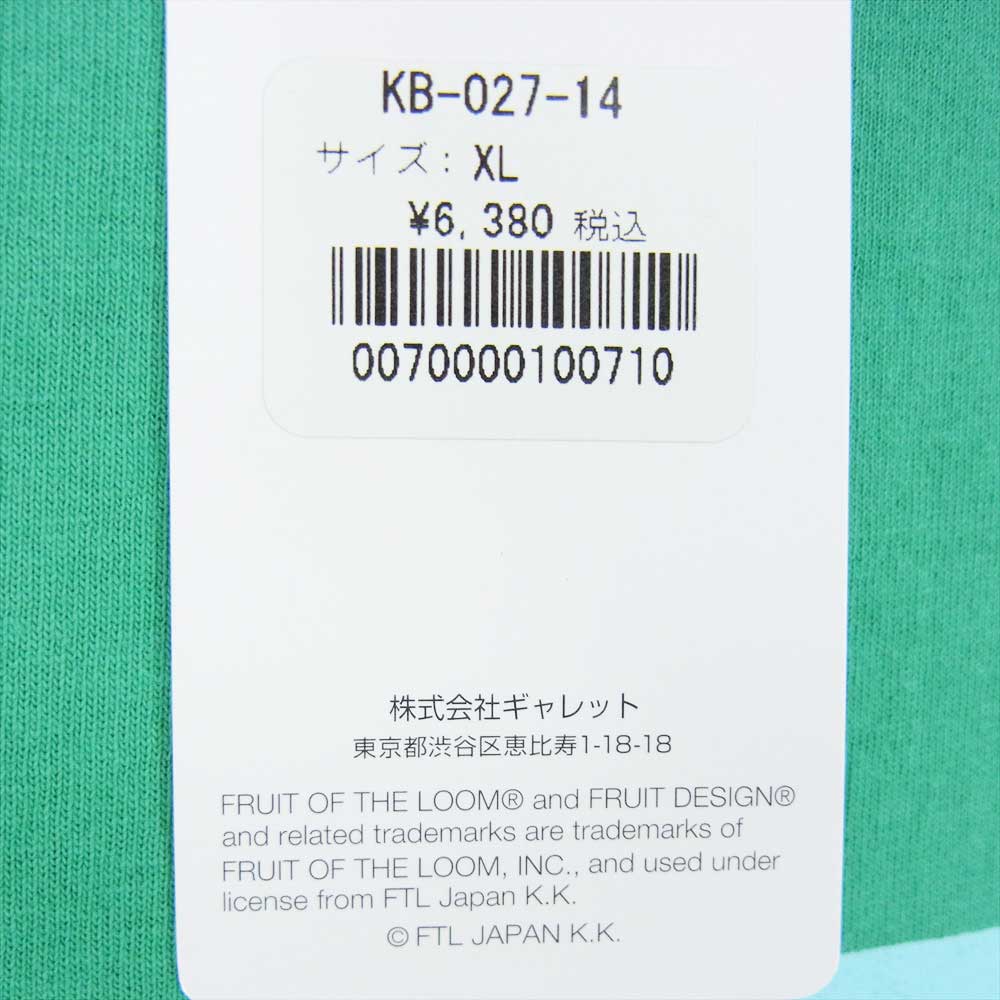 KB-027-14
サイズ: XL
¥6,380 税込
0070000100710
株式会社ギャレット
東京都渋谷区恵比寿1-18-18
FRUIT OF THE LOOM® and FRUIT DESIGN®
and related trademarks are trademarks of
FRUIT OF THE LOOM, INC., and used under
license from FTL Japan K.K.
© FTL JAPAN K.K.